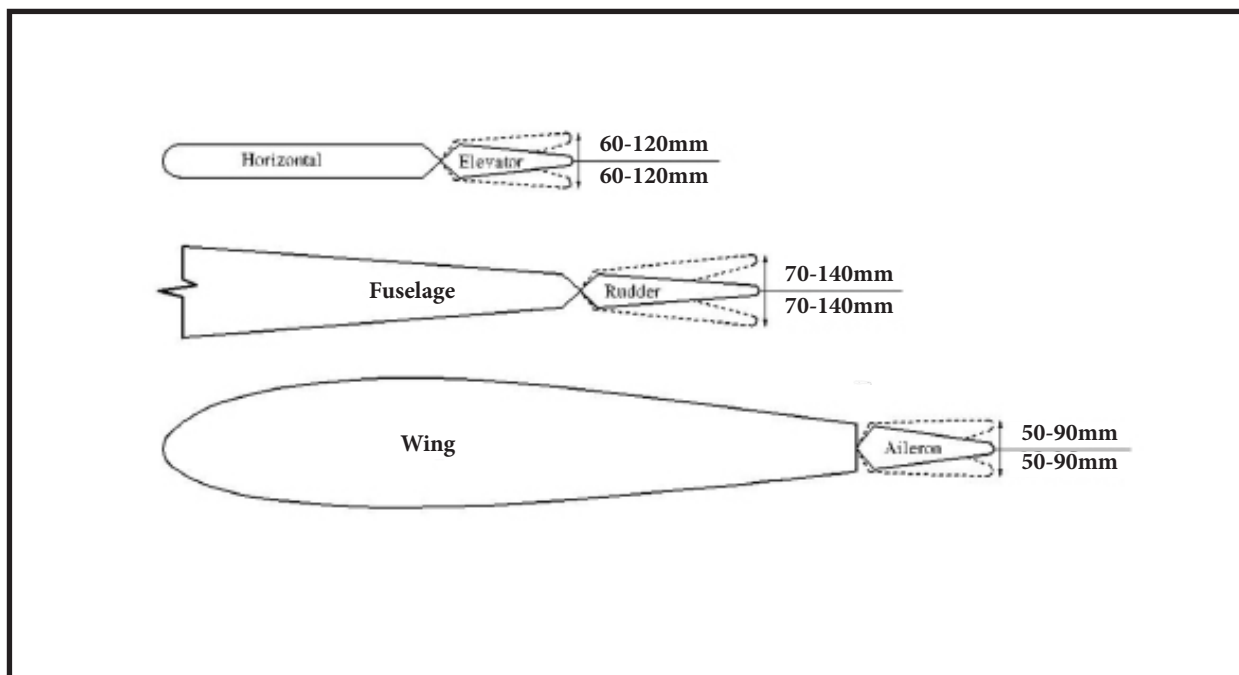 Horizontal
Elevator
60-120mm
60-120mm
Fuselage
Rudder
70-140mm
70-140mm
Wing
Aileron
50-90mm
50-90mm